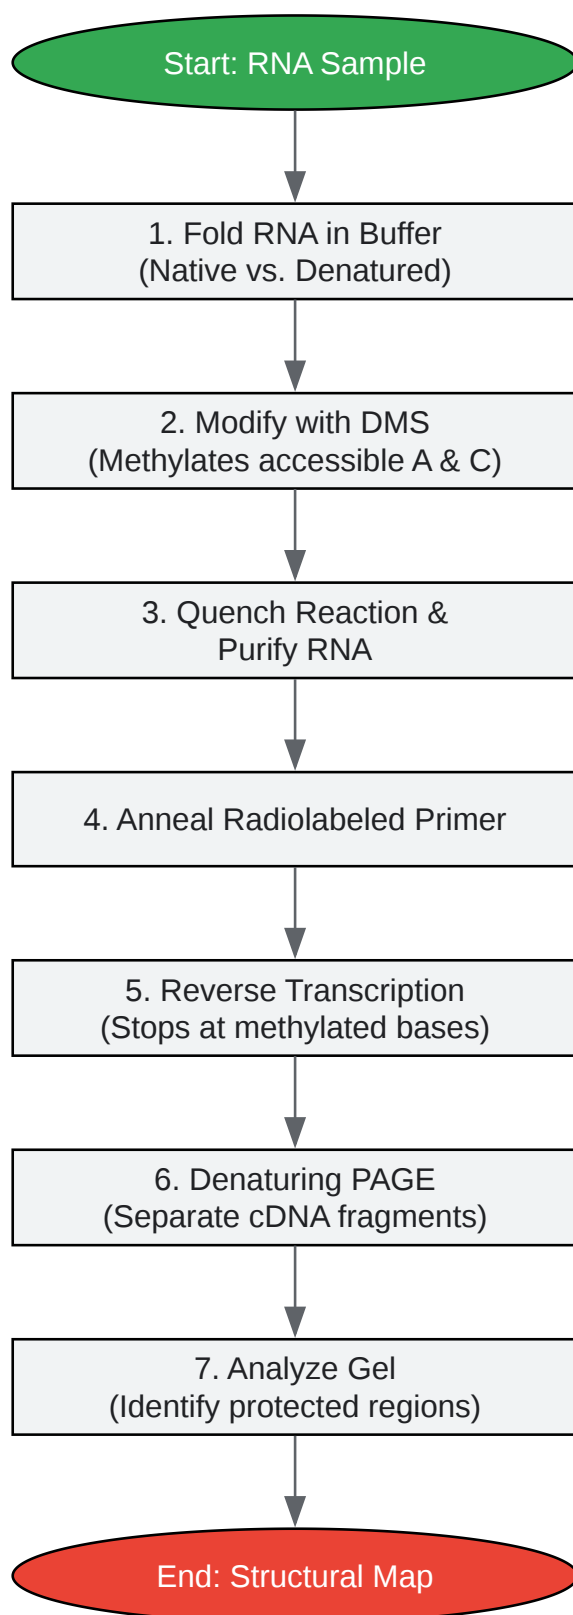 Start: RNA Sample
1. Fold RNA in Buffer
(Native vs. Denatured)
2. Modify with DMS
(Methylates accessible A & C)
3. Quench Reaction &
Purify RNA
4. Anneal Radiolabeled Primer
5. Reverse Transcription
(Stops at methylated bases)
6. Denaturing PAGE
(Separate cDNA fragments)
7. Analyze Gel
(Identify protected regions)
End: Structural Map